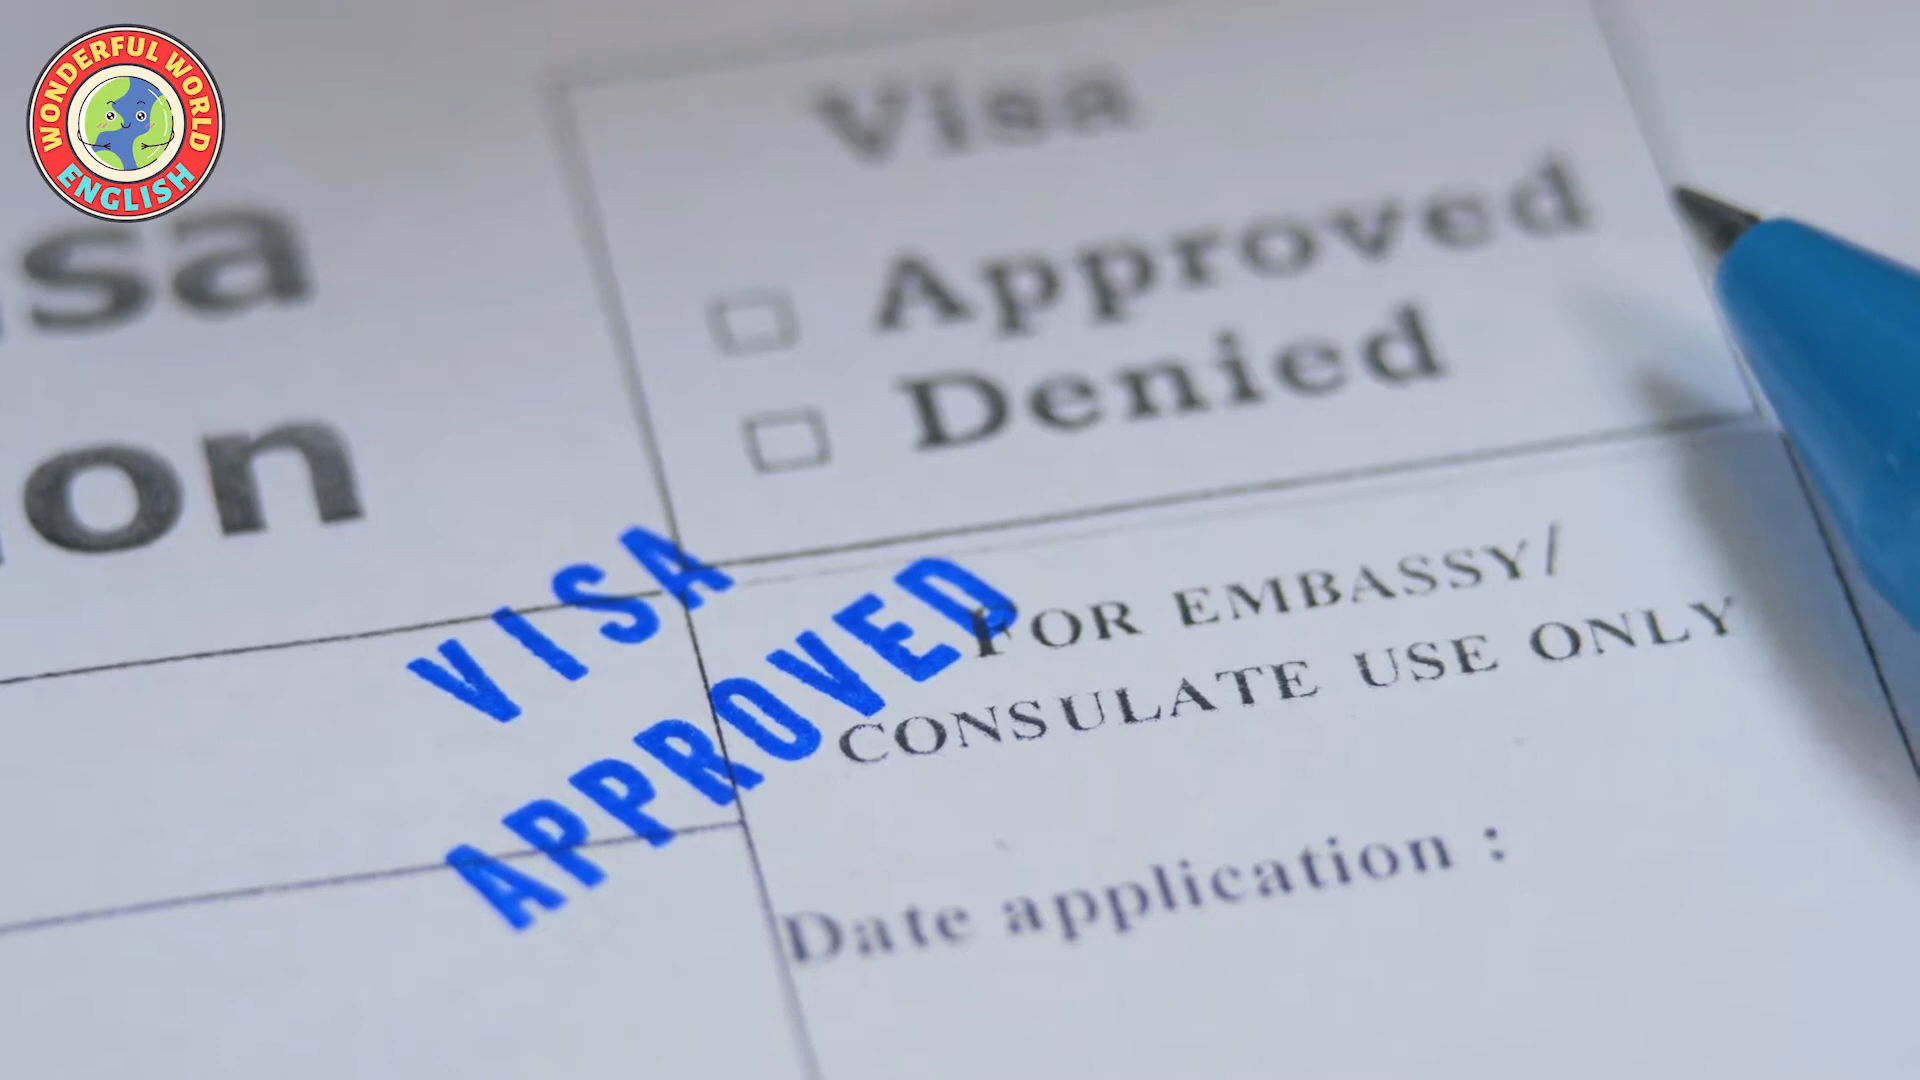 WONDERFUL WORLD
ENGLISH
sa
on
Visa
Approved
Denied
VISA
APPROVED
FOR EMBASSY/
CONSULATE USE ONLY
Date application :